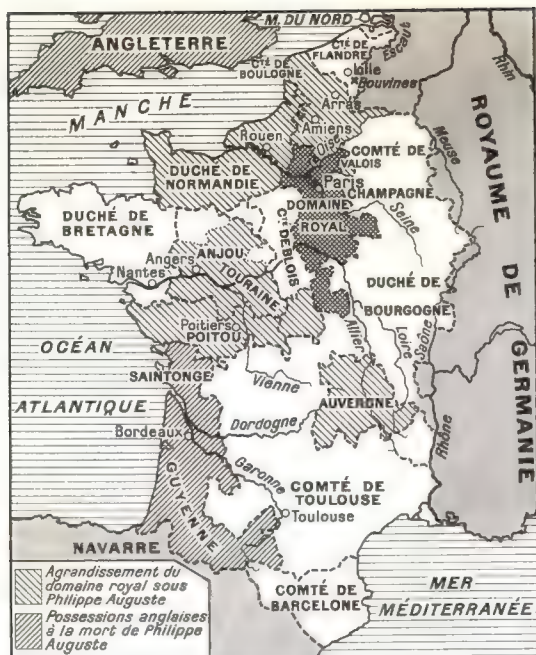 M. DU NORD
ANGLETERRE
Escaut
Cté DE
FLANDRE
Cté DE
BOULOGNE
Lille
Bouvines
Rhin
MANCHE
Arras
Amiens
Rouen
Oise
COMTÉ DE
VALOIS
Meuse
ROYAUME DE GERMANIE
DUCHÉ DE
NORMANDIE
Paris
CHAMPAGNE
DOMAINE
ROYAL
Seine
DUCHÉ DE
BRETAGNE
Cté DE BLOIS
ANJOU
Angers
Nantes
TOURAINE
DUCHÉ DE
BOURGOGNE
Poitiers
POITOU
Allier
Loire
Saône
OCÉAN
SAINTONGE
Vienne
AUVERGNE
ATLANTIQUE
Dordogne
Bordeaux
Rhône
Garonne
GUYENNE
COMTÉ DE
TOULOUSE
Toulouse
NAVARRE
COMTÉ DE
BARCELONE
MER
MÉDITERRANÉE
Agrandissement du
domaine royal sous
Philippe Auguste
Possessions anglaises
à la mort de Philippe
Auguste